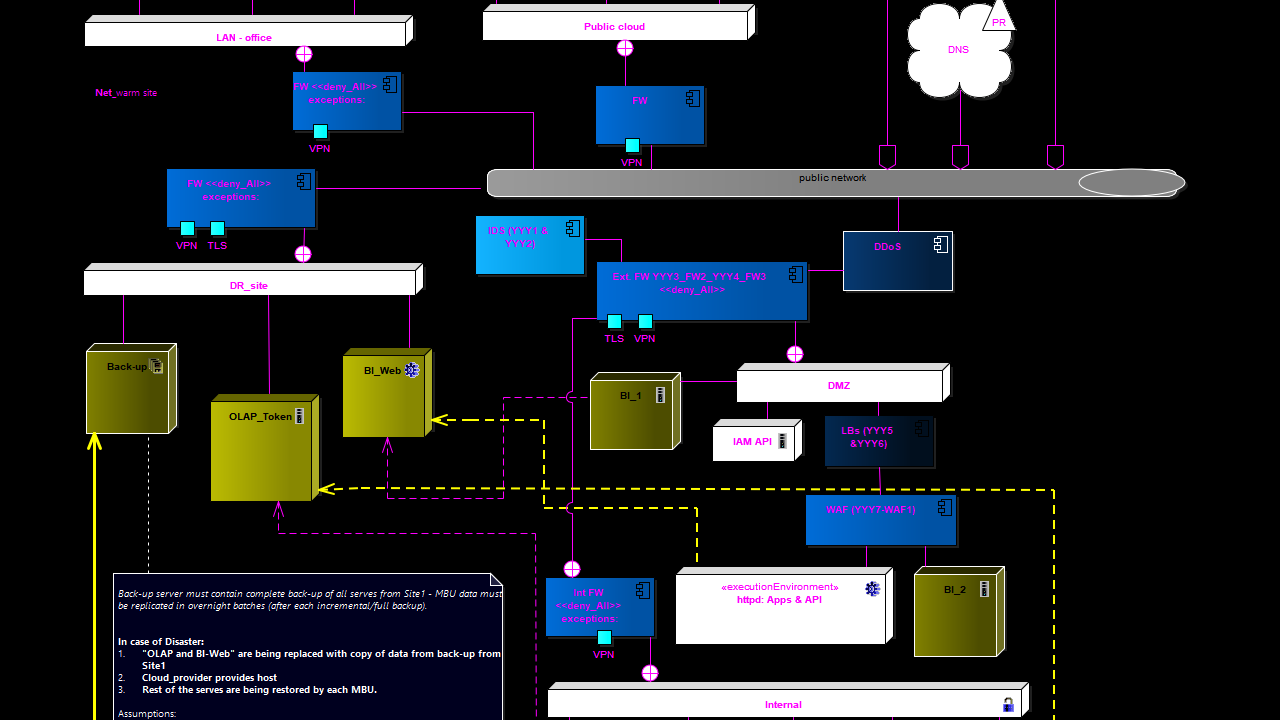 LAN - office
Public cloud
PR
DNS
Net_warm site
FW <<deny_All>>
exceptions:
VPN
FW
VPN
public network
FW <<deny_All>>
exceptions:
VPN TLS
IDS (YYY1 &
YYY2)
DDoS
DR_site
Ext. FW YYY3_FW2_YYY4_FW3
<<deny_All>>
TLS VPN
Back-up
BI_Web
OLAP_Token
BI_1
DMZ
IAM API
LBs (YYY5
&YYY6)
WAF (YYY7-WAF1)
«executionEnvironment»
httpd: Apps & API
BI_2
Int FW
<<deny_All>>
exceptions:
VPN
Internal
Back-up server must contain complete back-up of all serves from Site1 - MBU data must
be replicated in overnight batches (after each incremental/full backup).
In case of Disaster:
1. "OLAP and BI-Web" are being replaced with copy of data from back-up from
Site1
2. Cloud_provider provides host
3. Rest of the serves are being restored by each MBU.
Assumptions: